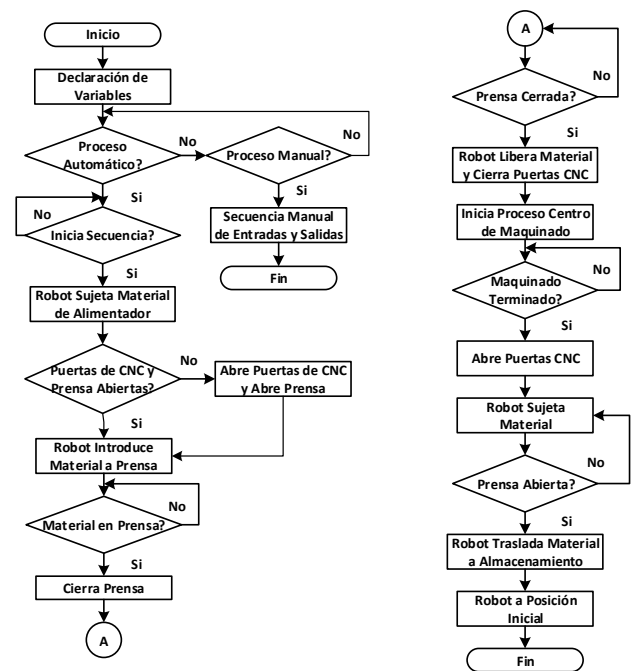 Inicio
Declaración de
Variables
Proceso
Automático?
No
Proceso Manual?
No
Si
Si
Secuencia Manual
de Entradas y Salidas
Fin
No
Inicia Secuencia?
Si
Robot Sujeta Material
de Alimentador
Puertas de CNC y
Prensa Abiertas?
No
Abre Puertas de CNC
y Abre Prensa
Si
Robot Introduce
Material a Prensa
Material en Prensa?
No
Si
Cierra Prensa
A
A
Prensa Cerrada?
No
Si
Robot Libera Material
y Cierra Puertas CNC
Inicia Proceso Centro
de Maquinado
Maquinado
Terminado?
No
Si
Abre Puertas CNC
Robot Sujeta
Material
Prensa Abierta?
No
Si
Robot Traslada Material
a Almacenamiento
Robot a Posición
Inicial
Fin